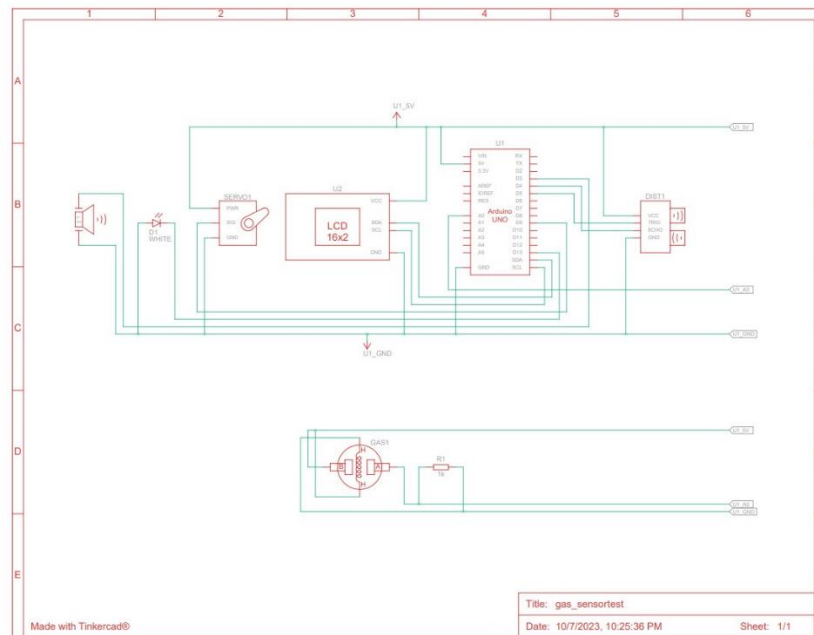 1 2 3 4 5 6
A
B
C
D
E
U1_5V
U1_5V
SERVO1
PWR
SIG
GND
D1
WHITE
U2
LCD
16x2
VCC
SDA
SCL
GND
U1
Arduino
UNO
VIN
5V
3.3V
AREF
IOREF
RES
A0
A1
A2
A3
A4
A5
GND
RX
TX
D2
D3
D4
D5
D6
D7
D8
D9
D10
D11
D12
D13
SDA
SCL
DIST1
VCC
TRIG
ECHO
GND
U1_A0
U1_GND
U1_GND
GAS1
H
B
A
H
R1
1k
U1_5V
U1_A0
U1_GND
Title: gas_sensortest
Made with Tinkercad®
Date: 10/7/2023, 10:25:36 PM Sheet: 1/1